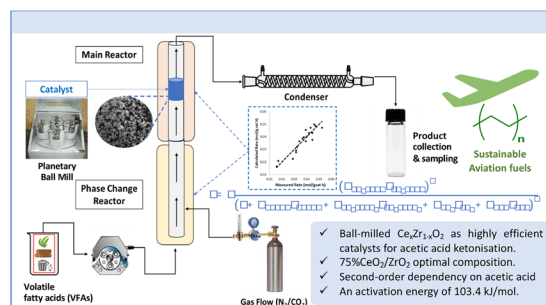 Main Reactor
Catalyst
Planetary
Ball Mill
Phase Change
Reactor
Volatile
fatty acids (VFAs)
Condenser
Calculated Rate (mol/gcat h)
Measured Rate (mol/gcat h)
Gas Flow (N₂/CO₂)
Product
collection
& sampling
n
Sustainable
Aviation fuels
✓ Ball-milled CeₓZr₁₋ₓO₂ as highly efficient
catalysts for acetic acid ketonisation.
✓ 75%CeO₂/ZrO₂ optimal composition.
✓ Second-order dependency on acetic acid
✓ An activation energy of 103.4 kJ/mol.